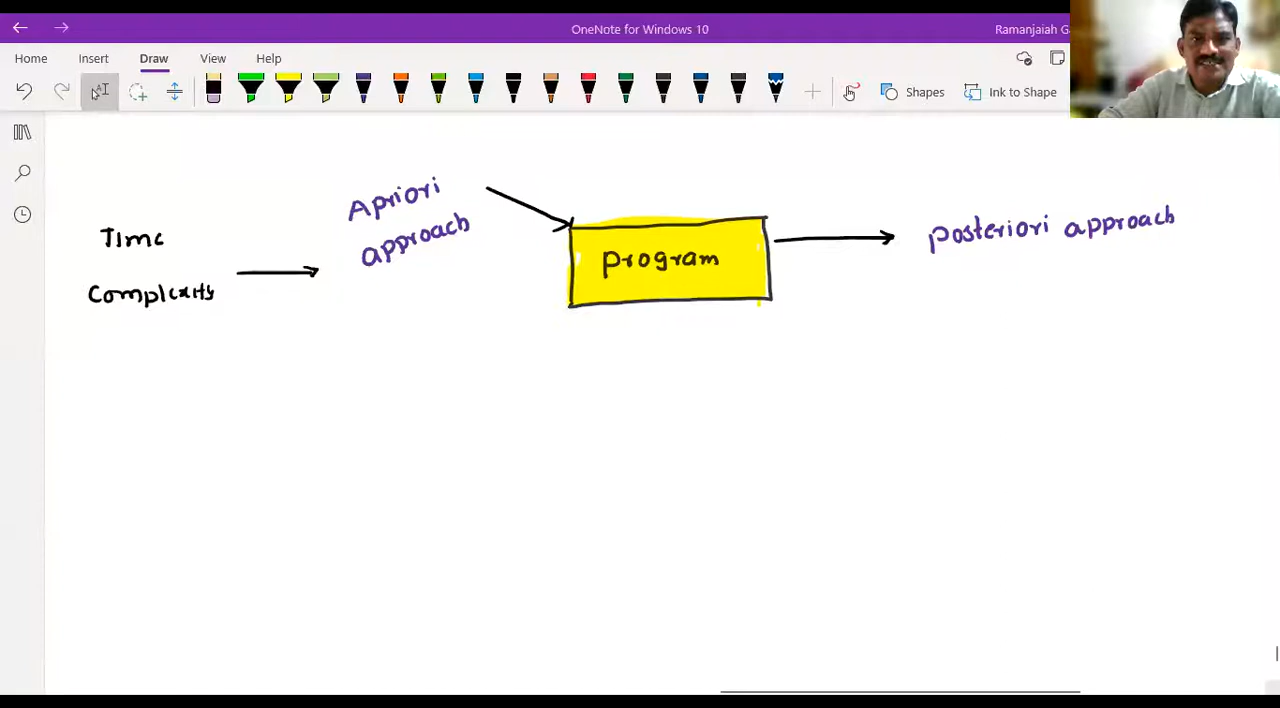 OneNote for Windows 10
Ramanjaiah G
Home Insert Draw View Help
Shapes Ink to Shape
Apriori
approach
Time
Complexity
program
posteriori approach